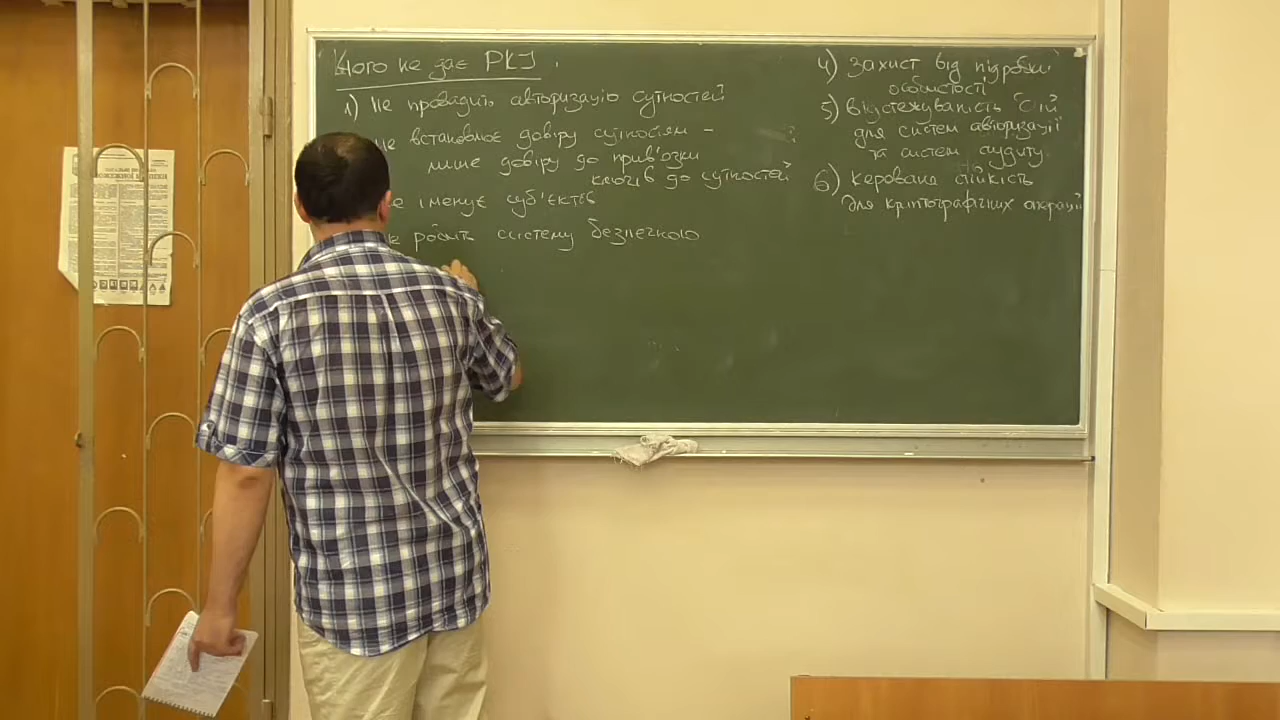 Чого не дає PKI
1) Не провадить авторизацію сутностей
не встановлює довіру сутностям -
лише довіру до прив'язки
ключів до сутностей
не іменує суб'єктів
робить систему безпечною
4) Захист від підробки
особистості
5) Відстежуваність дій
для систем авторизації
та систем аудиту
6) Керована стійкість
для криптографічних операцій